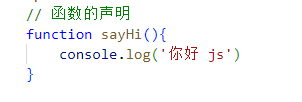 // 函数的声明
function sayHi(){
    console.log('你好 js')
}